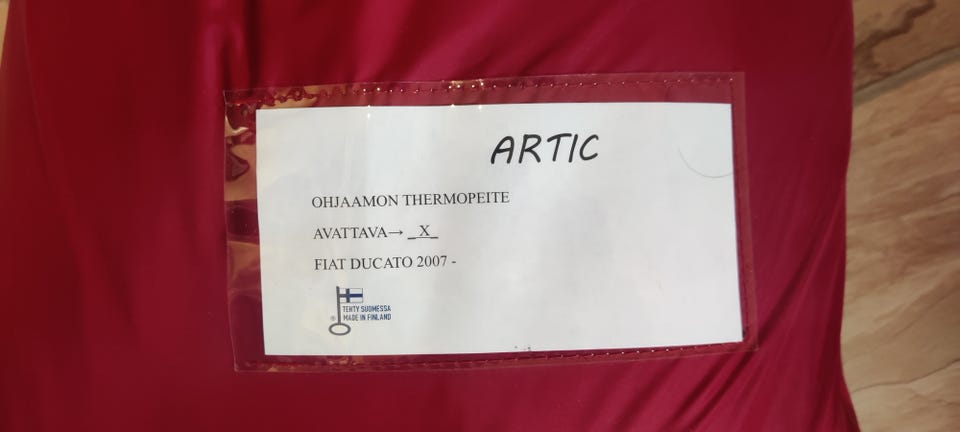 ARTIC
OHJAAMON THERMOPEITE
AVATTAVA→ _X_
FIAT DUCATO 2007 -
TEHTY SUOMESSA
® MADE IN FINLAND